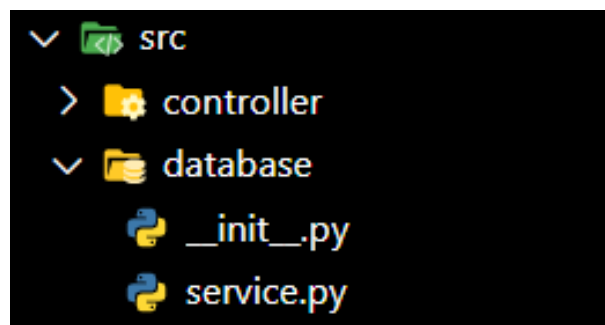 src
controller
database
__init__.py
service.py